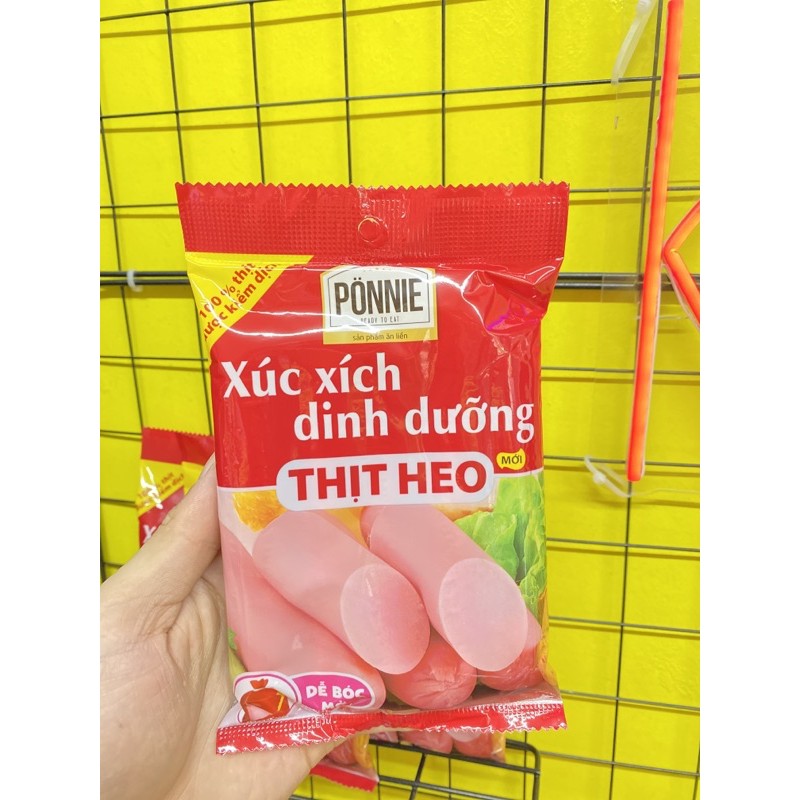 100% thịt
được kiểm dịch
PÖNNIE
READY TO EAT
sản phẩm ăn liền
Xúc xích
dinh dưỡng
THỊT HEO
MỚI
DỄ BÓC